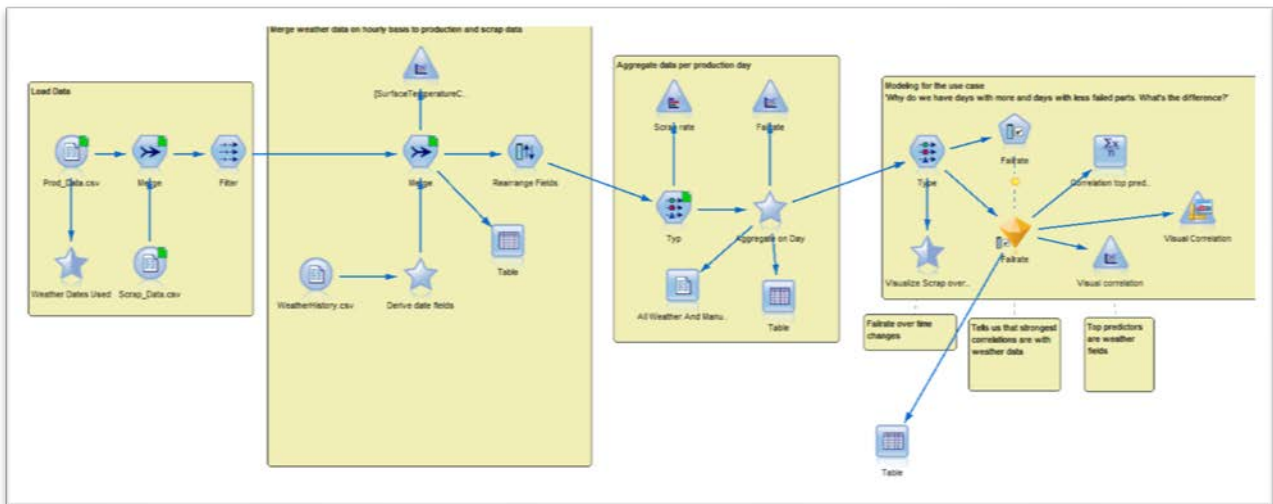 Load Data
Prod_Data.csv
Merge
Filter
Weather Dates Used
Scrap_Data.csv
Merge weather data on hourly basis to production and scrap data
[SurfaceTemperatureC...
Merge
Rearrange Fields
Table
WeatherHistory.csv
Derive date fields
Aggregate data per production day
Scrap rate
Failrate
Typ
Aggregate on Day
All Weather And Manu...
Table
Modeling for the use case
'Why do we have days with more and days with less failed parts. What's the difference?'
Type
Failrate
Correlation top pred...
Visual Correlation
Failrate
Visualize Scrap over...
Visual correlation
Failrate over time
changes
Tells us that strongest
correlations are with
weather data
Top predictors
are weather
fields
Table